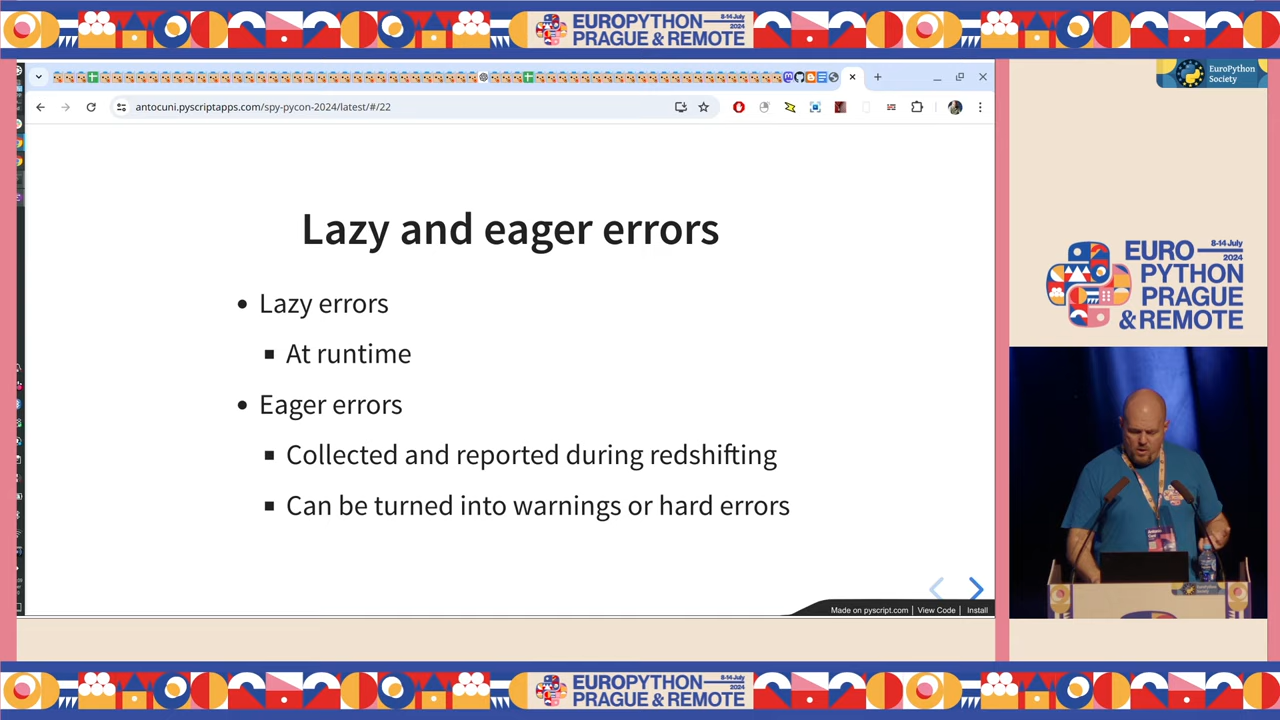 EUROPYTHON 8-14 July 2024
PRAGUE & REMOTE
EuroPython
Society
antocuni.pyscriptapps.com/spy-pycon-2024/latest/#/22
Lazy and eager errors
• Lazy errors
▪ At runtime
• Eager errors
▪ Collected and reported during redshifting
▪ Can be turned into warnings or hard errors
Made on pyscript.com | View Code | Install
EURO 8-14 July
2024
PYTHON
PRAGUE
& REMOTE
EuroPython
Society
EUROPYTHON 8-14 July 2024
PRAGUE & REMOTE